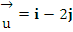 u⃗ = i − 2j